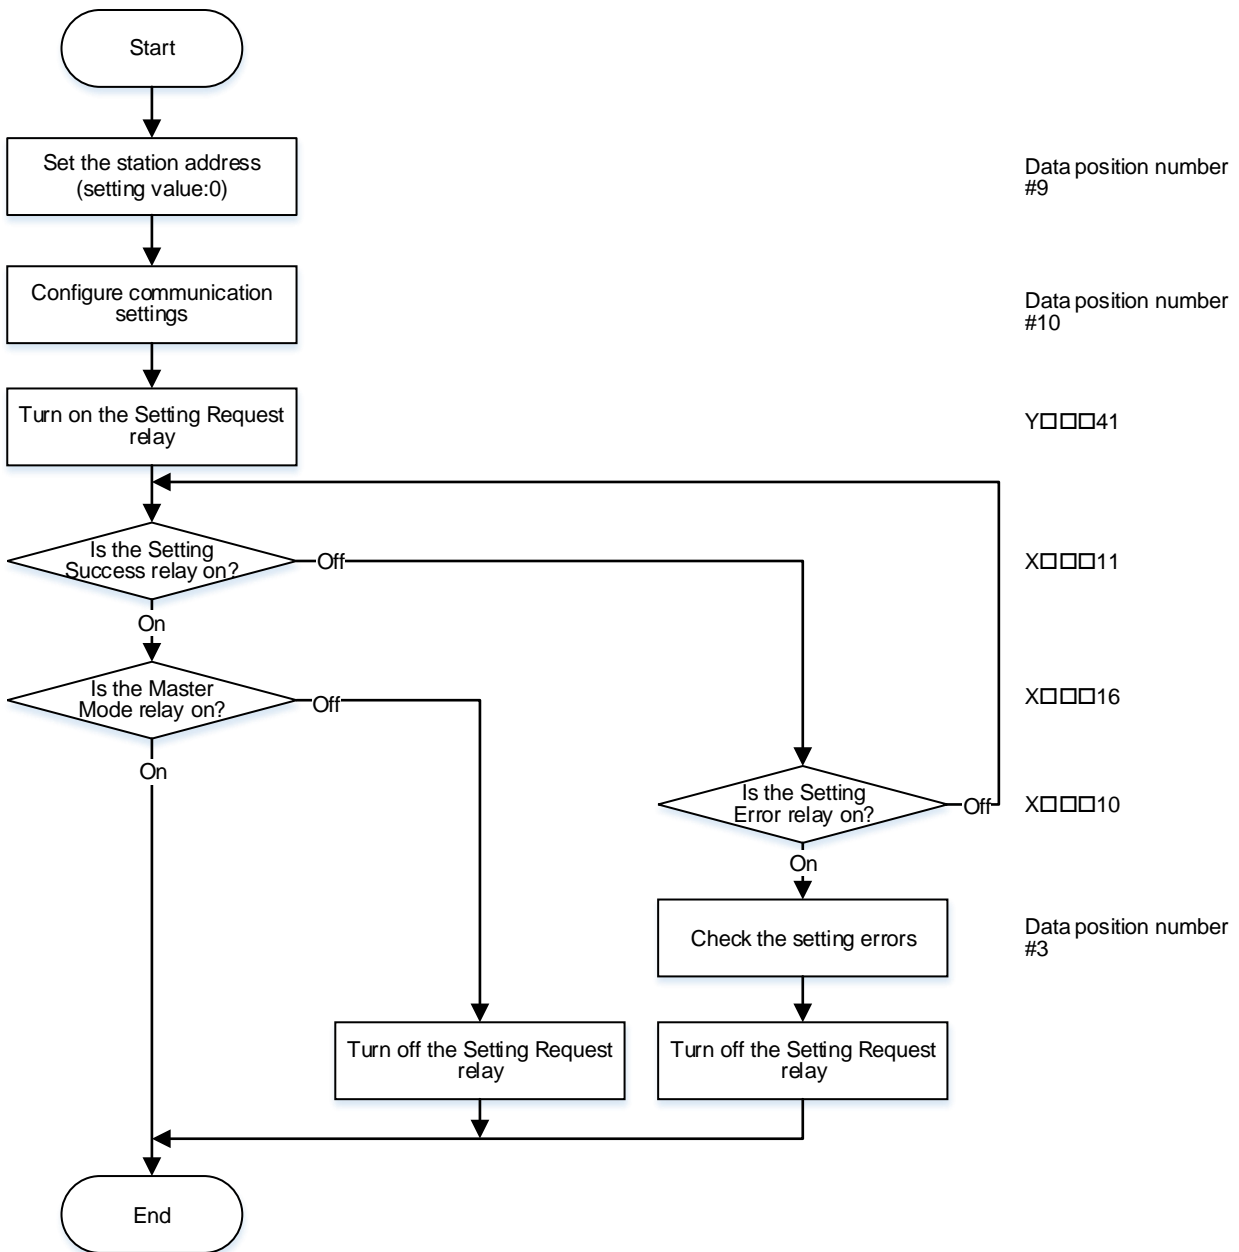 Start
Set the station address
(setting value:0)
Data position number
#9
Configure communication
settings
Data position number
#10
Turn on the Setting Request
relay
Y□□□41
Is the Setting
Success relay on?
Off
X□□□11
On
Is the Master
Mode relay on?
Off
X□□□16
On
Is the Setting
Error relay on?
Off
X□□□10
On
Check the setting errors
Data position number
#3
Turn off the Setting Request
relay
Turn off the Setting Request
relay
End